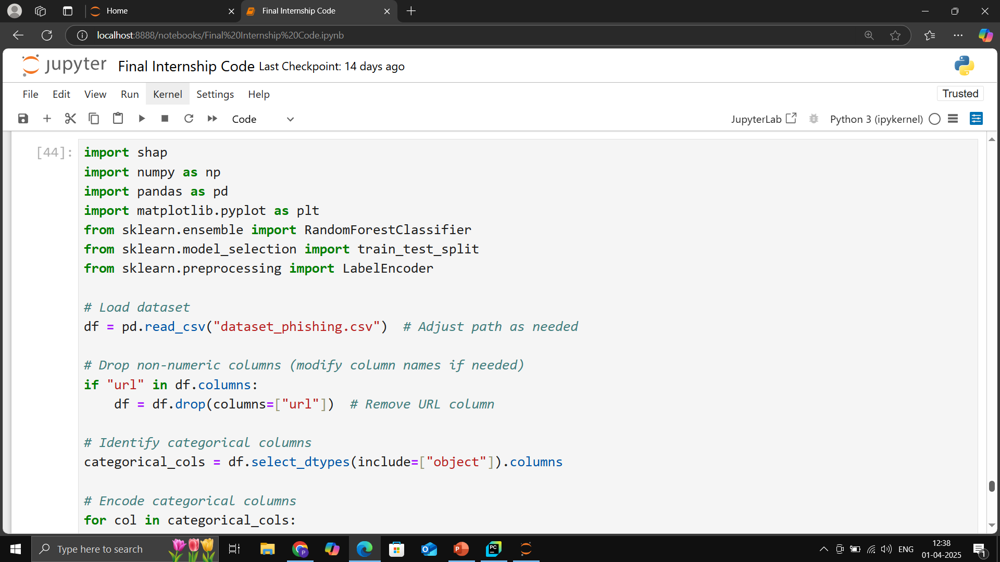 Home
Final Internship Code
localhost:8888/notebooks/Final%20Internship%20Code.ipynb
jupyter Final Internship Code Last Checkpoint: 14 days ago
File Edit View Run Kernel Settings Help
Trusted
Code
JupyterLab
Python 3 (ipykernel)
[44]:
import shap
import numpy as np
import pandas as pd
import matplotlib.pyplot as plt
from sklearn.ensemble import RandomForestClassifier
from sklearn.model_selection import train_test_split
from sklearn.preprocessing import LabelEncoder
# Load dataset
df = pd.read_csv("dataset_phishing.csv")  # Adjust path as needed
# Drop non-numeric columns (modify column names if needed)
if "url" in df.columns:
    df = df.drop(columns=["url"])  # Remove URL column
# Identify categorical columns
categorical_cols = df.select_dtypes(include=["object"]).columns
# Encode categorical columns
for col in categorical_cols:
Type here to search
P
PC
O
P
ENG
12:38
01-04-2025
1